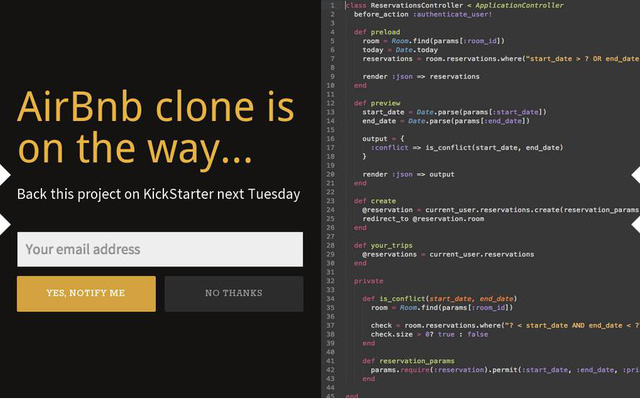 AirBnb clone is
on the way...
Back this project on KickStarter next Tuesday
Your email address
YES, NOTIFY ME
NO THANKS
1 class ReservationsController < ApplicationController
2 before_action :authenticate_user!
3
4 def preload
5 room = Room.find(params[:room_id])
6 today = Date.today
7 reservations = room.reservations.where("start_date > ? OR end_date
8
9 render :json => reservations
10 end
11
12 def preview
13 start_date = Date.parse(params[:start_date])
14 end_date = Date.parse(params[:end_date])
15
16 output = {
17 :conflict => is_conflict(start_date, end_date)
18 }
19
20 render :json => output
21 end
22
23 def create
24 @reservation = current_user.reservations.create(reservation_params
25 redirect_to @reservation.room
26 end
27
28 def your_trips
29 @reservations = current_user.reservations
30 end
31
32 private
33
34 def is_conflict(start_date, end_date)
35 room = Room.find(params[:room_id])
36
37 check = room.reservations.where("? < start_date AND end_date < ?
38 check.size > 0? true : false
39 end
40
41 def reservation_params
42 params.require(:reservation).permit(:start_date, :end_date, :pri
43 end
44
45 end